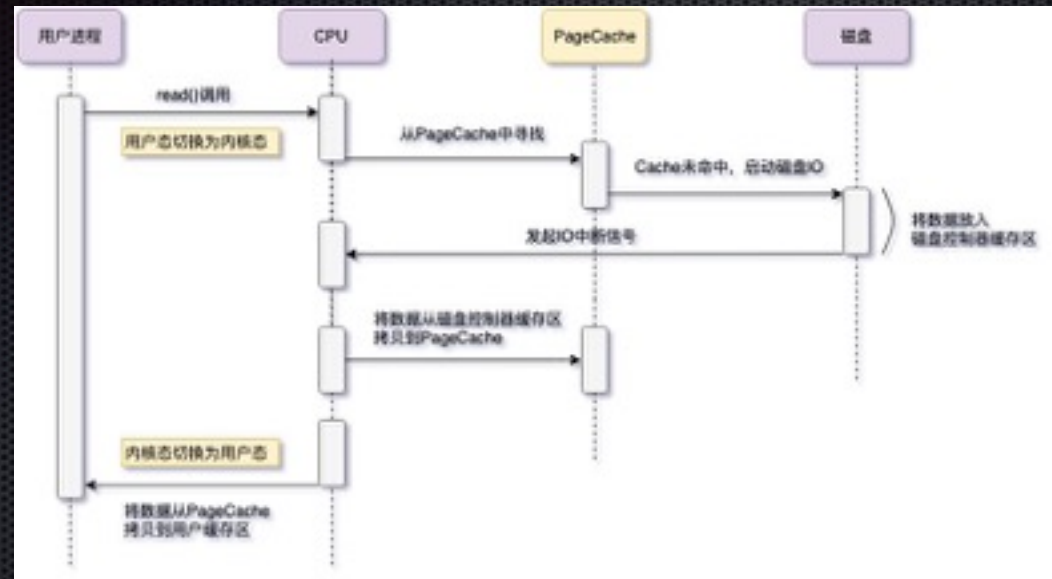 用户进程
CPU
PageCache
磁盘
read()调用
用户态切换为内核态
从PageCache中寻找
Cache未命中，启动磁盘IO
将数据放入
磁盘控制器缓存区
发起IO中断信号
将数据从磁盘控制器缓存区
拷贝到PageCache
内核态切换为用户态
将数据从PageCache
拷贝到用户缓存区